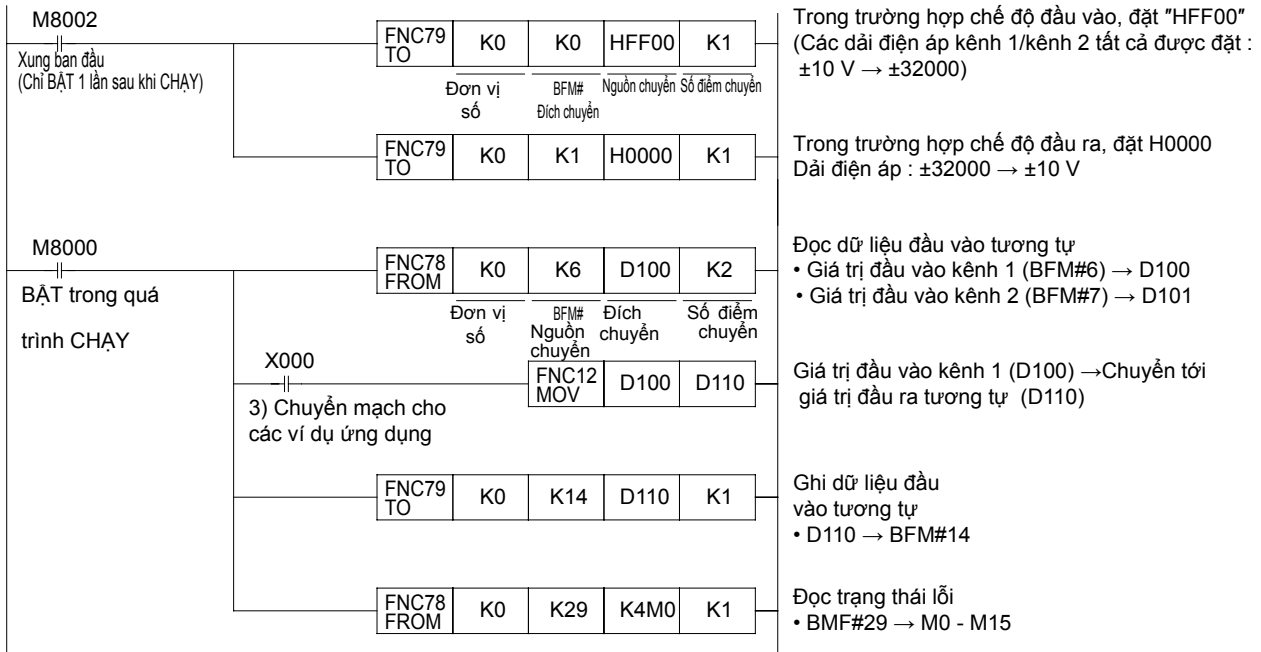 M8002
Xung ban đầu
(Chỉ BẬT 1 lần sau khi CHẠY)
FNC79
TO
K0
K0
HFF00
K1
Đơn vị
số
BFM#
Đích chuyển
Nguồn chuyển
Số điểm chuyển
Trong trường hợp chế độ đầu vào, đặt "HFF00"
(Các dải điện áp kênh 1/kênh 2 tất cả được đặt :
±10 V → ±32000)
FNC79
TO
K0
K1
H0000
K1
Trong trường hợp chế độ đầu ra, đặt H0000
Dải điện áp : ±32000 → ±10 V
M8000
BẬT trong quá
trình CHẠY
FNC78
FROM
K0
K6
D100
K2
Đơn vị
số
BFM#
Nguồn
chuyển
Đích
chuyển
Số điểm
chuyển
Đọc dữ liệu đầu vào tương tự
• Giá trị đầu vào kênh 1 (BFM#6) → D100
• Giá trị đầu vào kênh 2 (BFM#7) → D101
X000
3) Chuyển mạch cho
các ví dụ ứng dụng
FNC12
MOV
D100
D110
Giá trị đầu vào kênh 1 (D100) →Chuyển tới
giá trị đầu ra tương tự (D110)
FNC79
TO
K0
K14
D110
K1
Ghi dữ liệu đầu
vào tương tự
• D110 → BFM#14
FNC78
FROM
K0
K29
K4M0
K1
Đọc trạng thái lỗi
• BMF#29 → M0 - M15